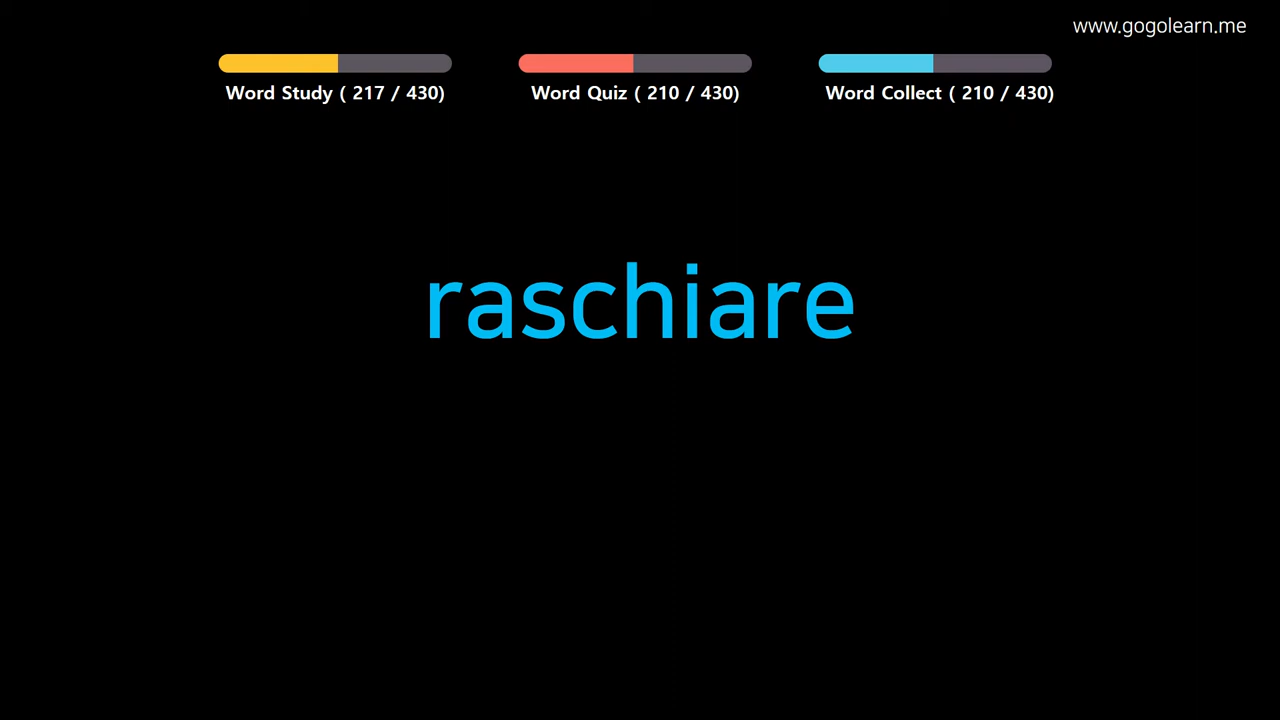 www.gogolearn.me
Word Study ( 217 / 430)
Word Quiz ( 210 / 430)
Word Collect ( 210 / 430)
raschiare